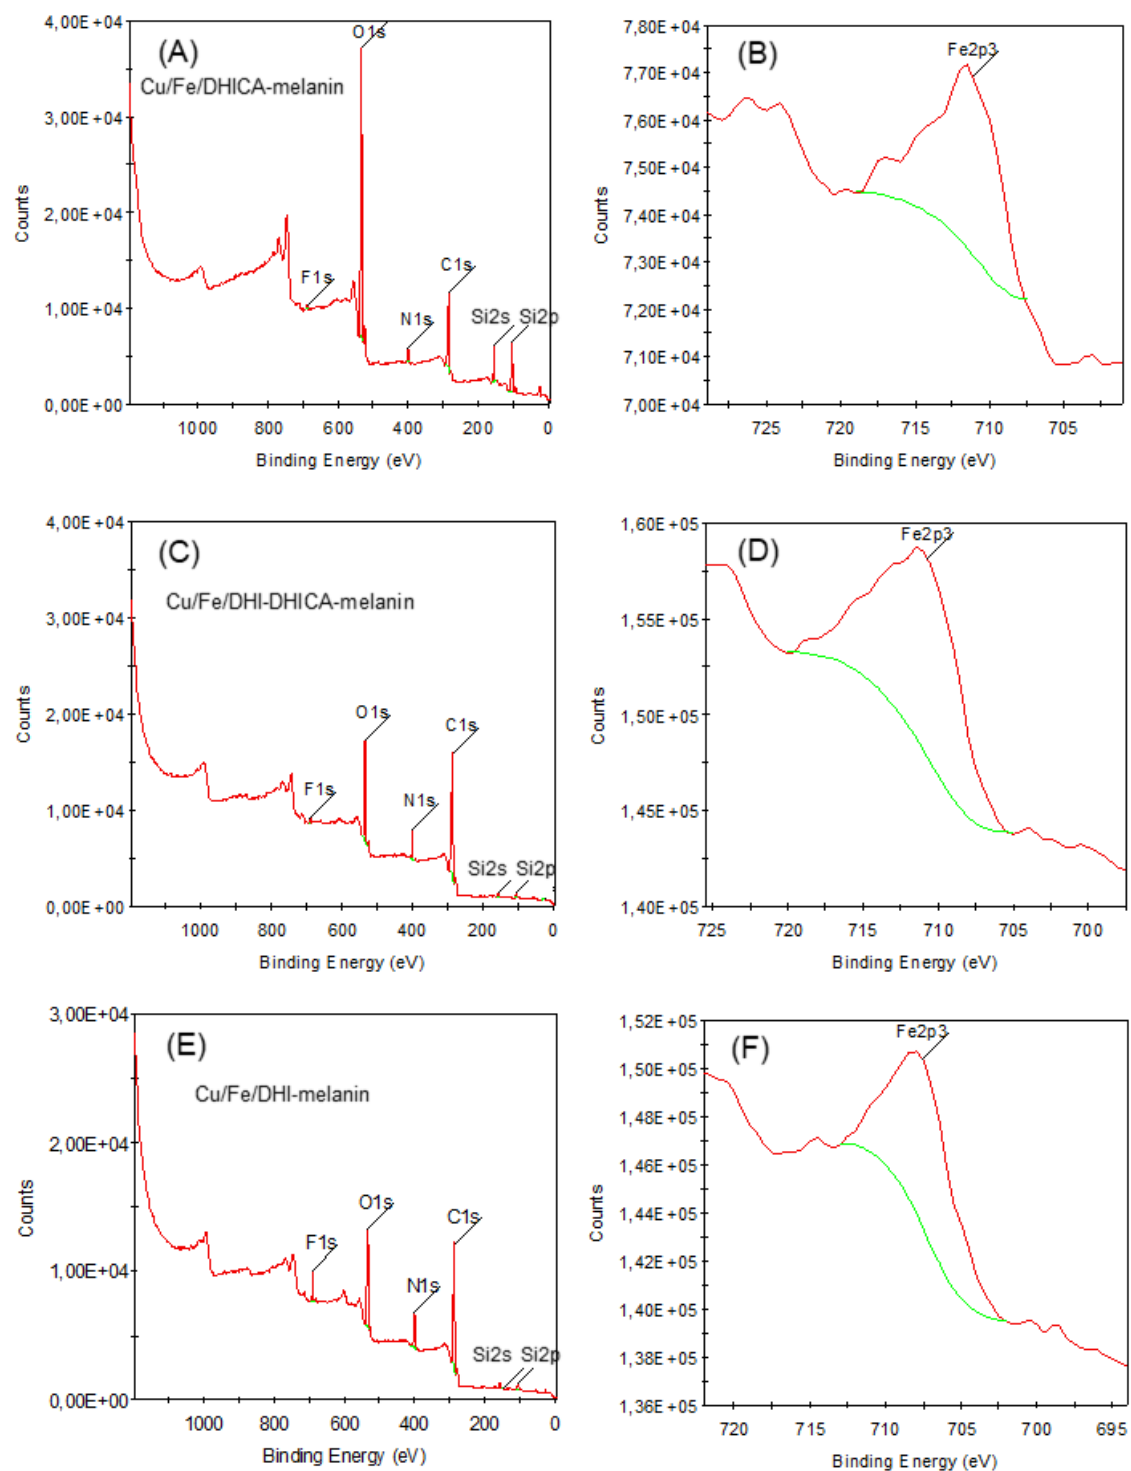 4,00E+04
(A)
O1s
Cu/Fe/DHICA-melanin
3,00E+04
2,00E+04
Counts
F1s
C1s
1,00E+04
N1s
Si2s
Si2p
0,00E+00
1000 800 600 400 200 0
Binding Energy (eV)
7,80E+04
(B)
Fe2p3
7,70E+04
7,60E+04
7,50E+04
Counts
7,40E+04
7,30E+04
7,20E+04
7,10E+04
7,00E+04
725 720 715 710 705
Binding Energy (eV)
4,00E+04
(C)
Cu/Fe/DHI-DHICA-melanin
3,00E+04
2,00E+04
Counts
O1s
C1s
F1s
N1s
1,00E+04
Si2s
Si2p
0,00E+00
1000 800 600 400 200 0
Binding Energy (eV)
1,60E+05
Fe2p3
(D)
1,55E+05
1,50E+05
Counts
1,45E+05
1,40E+05
725 720 715 710 705 700
Binding Energy (eV)
3,00E+04
(E)
Cu/Fe/DHI-melanin
2,00E+04
Counts
O1s
C1s
F1s
1,00E+04
N1s
Si2s
Si2p
0,00E+00
1000 800 600 400 200 0
Binding Energy (eV)
1,52E+05
Fe2p3
(F)
1,50E+05
1,48E+05
1,46E+05
Counts
1,44E+05
1,42E+05
1,40E+05
1,38E+05
1,36E+05
720 715 710 705 700 695
Binding Energy (eV)